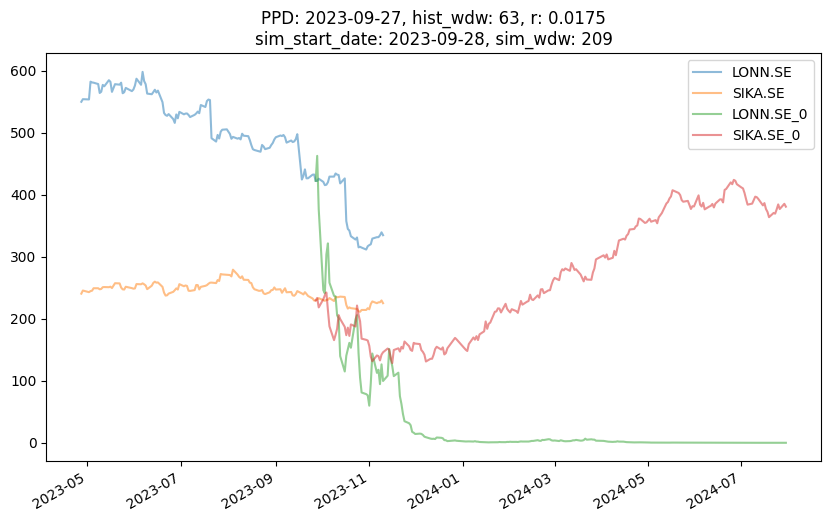 PPD: 2023-09-27, hist_wdw: 63, r: 0.0175
sim_start_date: 2023-09-28, sim_wdw: 209
LONN.SE
SIKA.SE
LONN.SE_0
SIKA.SE_0
600
500
400
300
200
100
0
2023-05
2023-07
2023-09
2023-11
2024-01
2024-03
2024-05
2024-07